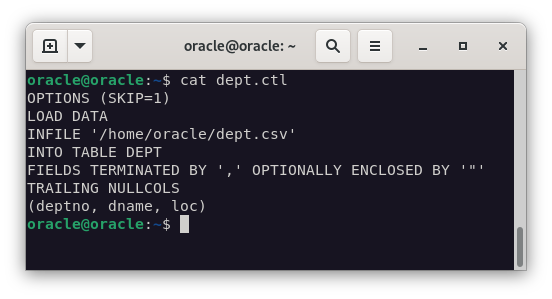 oracle@oracle: ~
oracle@oracle:~$ cat dept.ctl
OPTIONS (SKIP=1)
LOAD DATA
INFILE '/home/oracle/dept.csv'
INTO TABLE DEPT
FIELDS TERMINATED BY ',' OPTIONALLY ENCLOSED BY '"'
TRAILING NULLCOLS
(deptno, dname, loc)
oracle@oracle:~$